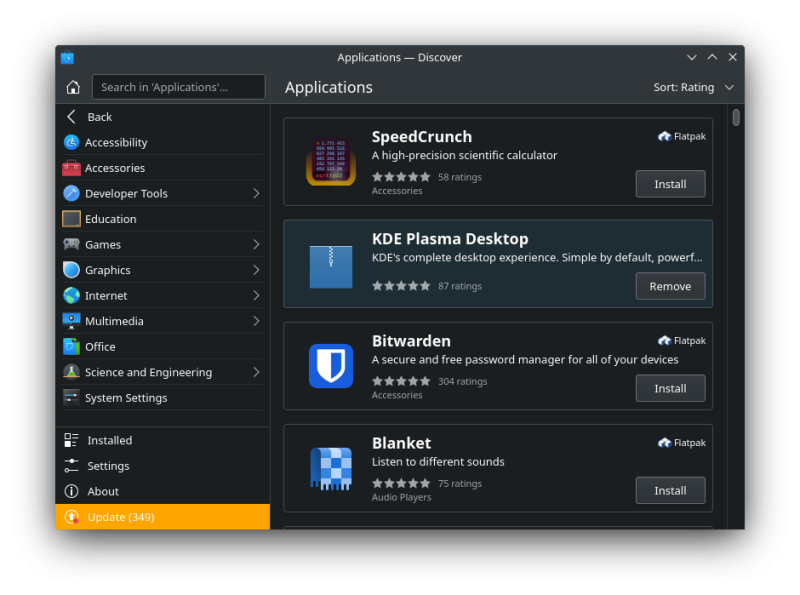 Applications — Discover
Search in 'Applications'...
Applications
Sort: Rating
Back
Accessibility
Accessories
Developer Tools
Education
Games
Graphics
Internet
Multimedia
Office
Science and Engineering
System Settings
Installed
Settings
About
Update (349)
SpeedCrunch
Flatpak
A high-precision scientific calculator
58 ratings
Accessories
Install
KDE Plasma Desktop
KDE's complete desktop experience. Simple by default, powerf...
87 ratings
Remove
Bitwarden
Flatpak
A secure and free password manager for all of your devices
304 ratings
Accessories
Install
Blanket
Flatpak
Listen to different sounds
75 ratings
Audio Players
Install